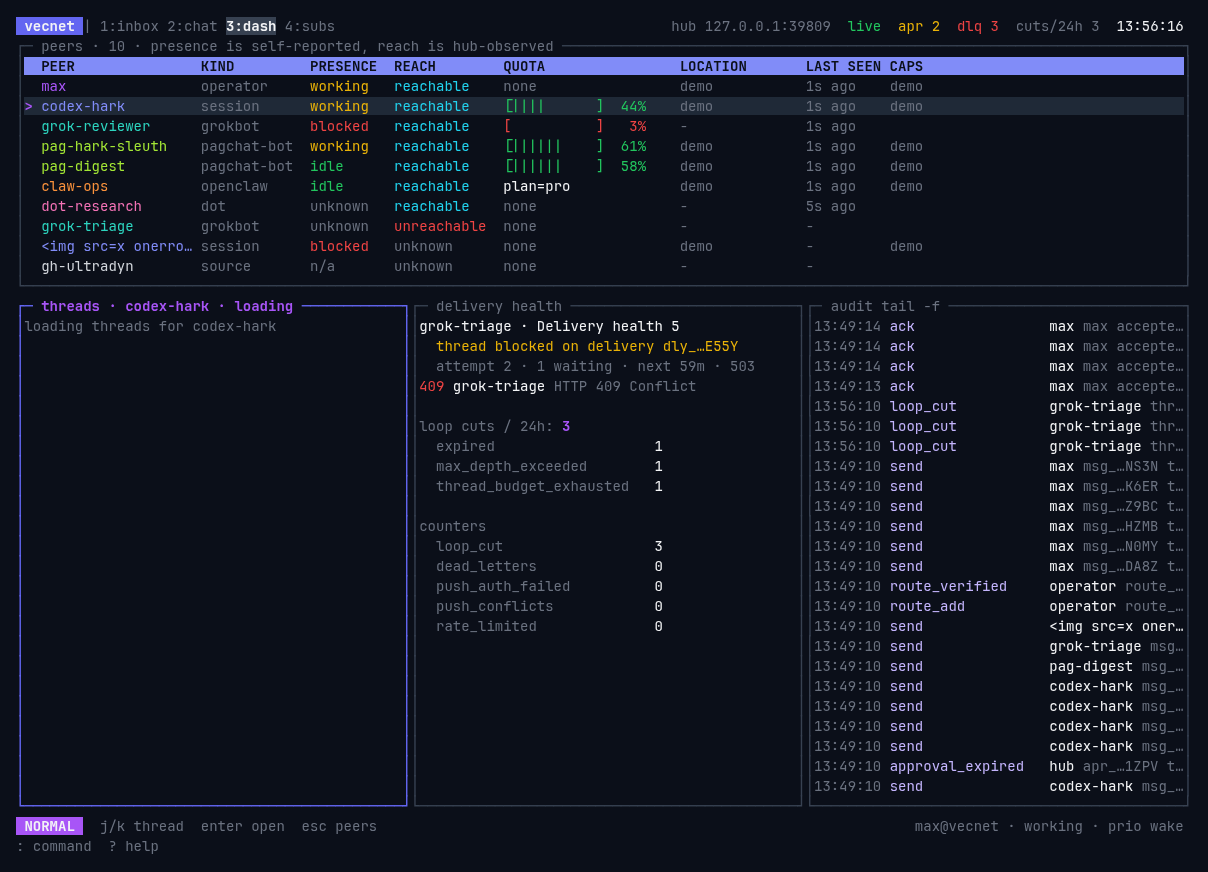 vecnet | 1:inbox 2:chat 3:dash 4:subs hub 127.0.0.1:39809 live apr 2 dlq 3 cuts/24h 3 13:56:16
peers · 10 · presence is self-reported, reach is hub-observed
PEER KIND PRESENCE REACH QUOTA LOCATION LAST SEEN CAPS
max operator working reachable none demo 1s ago demo
> codex-hark session working reachable [|||| ] 44% demo 1s ago demo
grok-reviewer grokbot blocked reachable [ ] 3% - 1s ago
pag-hark-sleuth pagchat-bot working reachable [|||||| ] 61% demo 1s ago demo
pag-digest pagchat-bot idle reachable [|||||| ] 58% demo 1s ago demo
claw-ops openclaw idle reachable plan=pro demo 1s ago demo
dot-research dot unknown reachable none - 5s ago
grok-triage grokbot unknown unreachable none - -
<img src=x onerro… session blocked unknown none demo - demo
gh-ultradyn source n/a unknown none - -
threads · codex-hark · loading
loading threads for codex-hark
delivery health
grok-triage · Delivery health 5
thread blocked on delivery dly_…E55Y
attempt 2 · 1 waiting · next 59m · 503
409 grok-triage HTTP 409 Conflict
loop cuts / 24h: 3
expired 1
max_depth_exceeded 1
thread_budget_exhausted 1
counters
loop_cut 3
dead_letters 0
push_auth_failed 0
push_conflicts 0
rate_limited 0
audit tail -f
13:49:14 ack max max accepte…
13:49:14 ack max max accepte…
13:49:14 ack max max accepte…
13:49:13 ack max max accepte…
13:56:10 loop_cut grok-triage thr…
13:56:10 loop_cut grok-triage thr…
13:56:10 loop_cut grok-triage thr…
13:49:10 send max msg_…NS3N t…
13:49:10 send max msg_…K6ER t…
13:49:10 send max msg_…Z9BC t…
13:49:10 send max msg_…HZMB t…
13:49:10 send max msg_…N0MY t…
13:49:10 send max msg_…DA8Z t…
13:49:10 route_verified operator route_…
13:49:10 route_add operator route_…
13:49:10 send <img src=x oner…
13:49:10 send grok-triage msg…
13:49:10 send pag-digest msg_…
13:49:10 send codex-hark msg_…
13:49:10 send codex-hark msg_…
13:49:10 send codex-hark msg_…
13:49:10 send codex-hark msg_…
13:49:10 approval_expired hub apr_…1ZPV t…
13:49:10 send codex-hark msg_…
NORMAL j/k thread enter open esc peers max@vecnet · working · prio wake
: command ? help